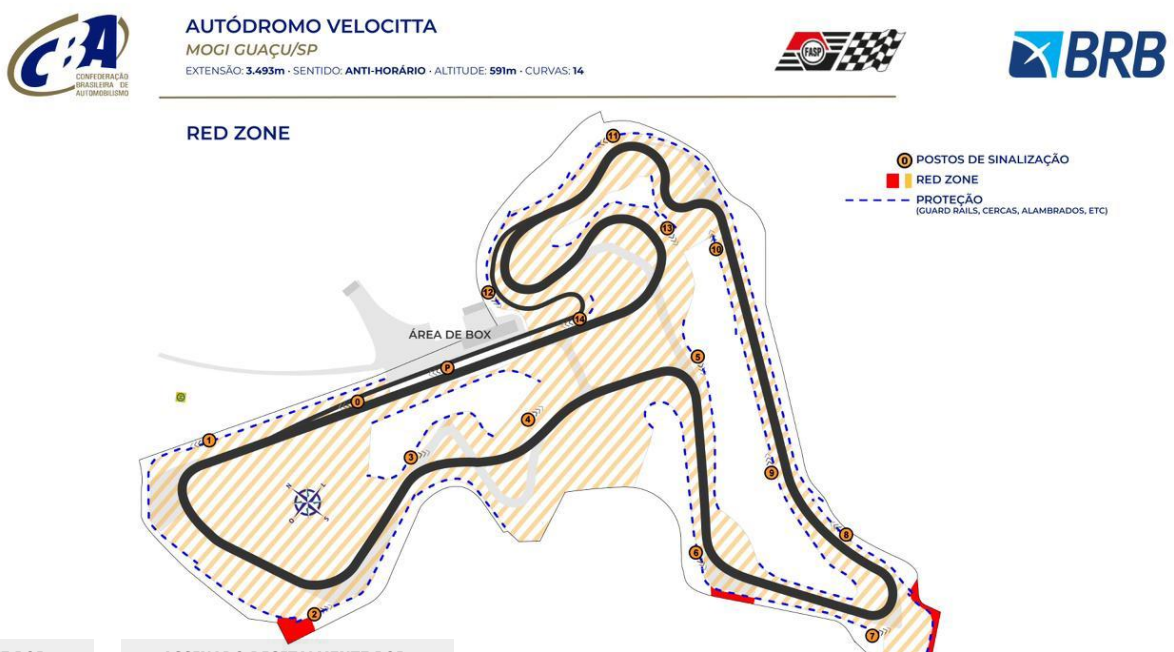 CBA
CONFEDERAÇÃO
BRASILEIRA DE
AUTOMOBILISMO
AUTÓDROMO VELOCITTA
MOGI GUAÇU/SP
EXTENSÃO: 3.493m · SENTIDO: ANTI-HORÁRIO · ALTITUDE: 591m · CURVAS: 14
FASP
BRB
RED ZONE
0 POSTOS DE SINALIZAÇÃO
RED ZONE
PROTEÇÃO
(GUARD RAILS, CERCAS, ALAMBRADOS, ETC)
11
13
10
12
14
ÁREA DE BOX
5
P
0
4
1
3
9
N
L
O
S
8
6
2
7